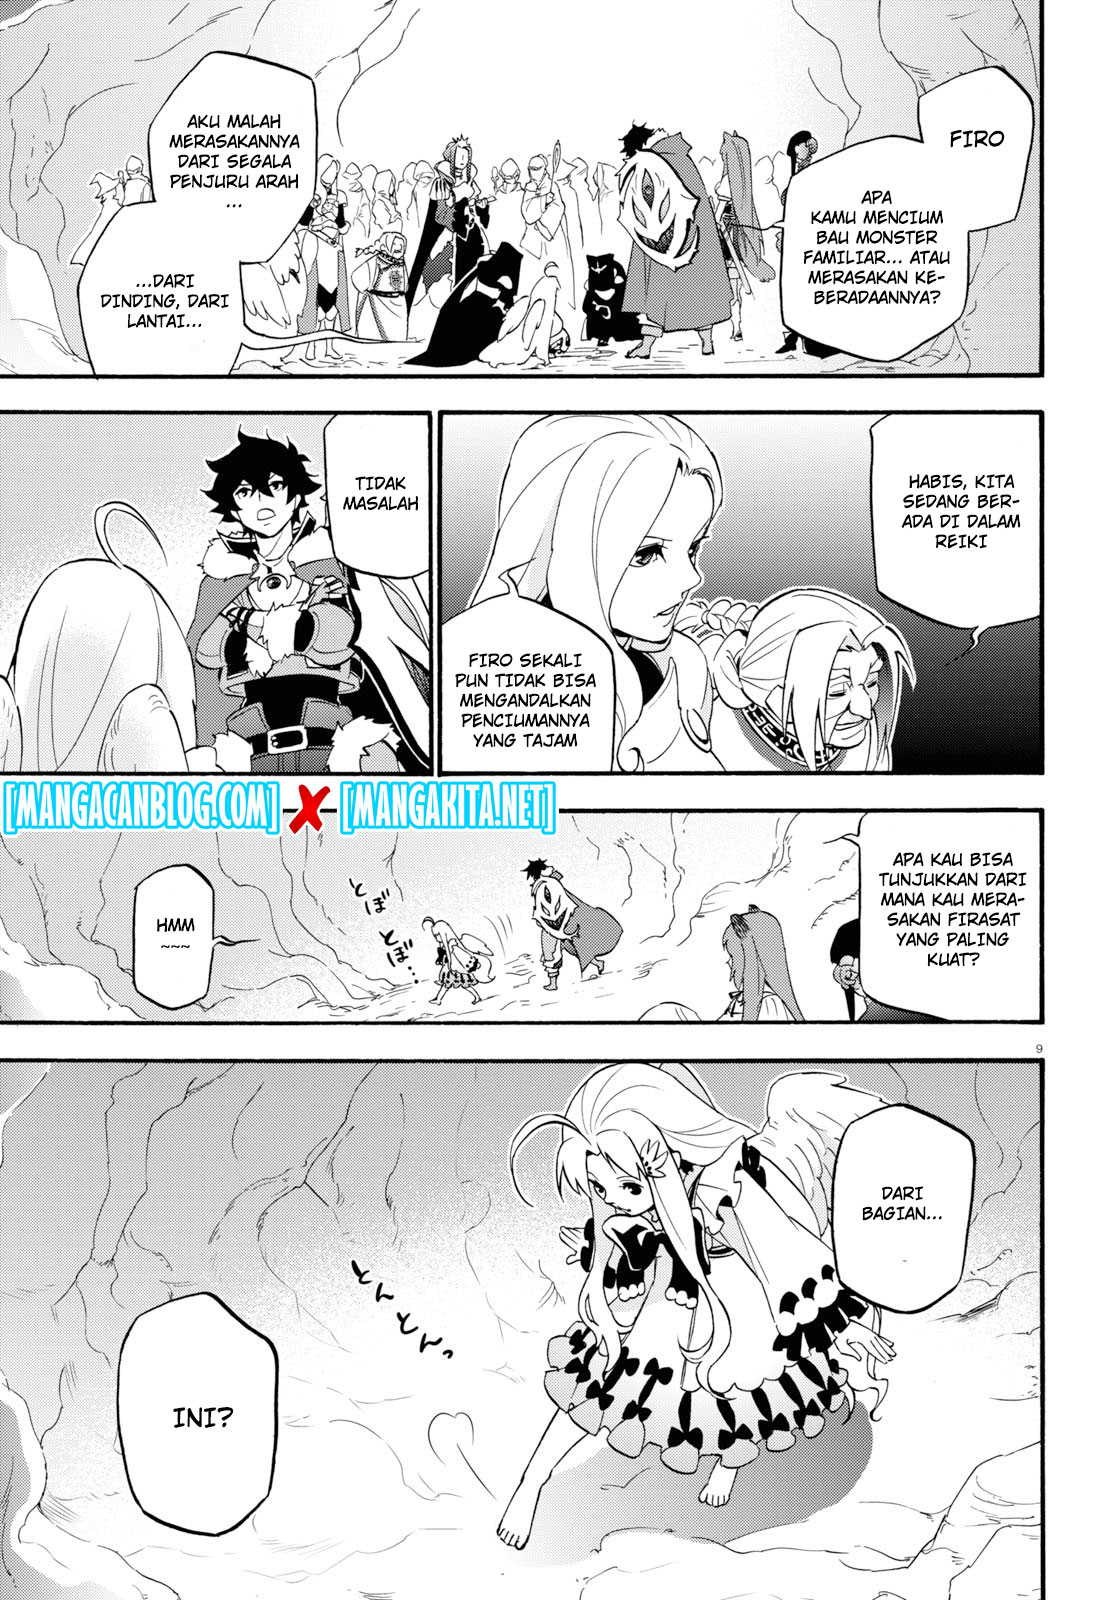 FIRO
APA
KAMU MENCIUM
BAU MONSTER
FAMILIAR... ATAU
MERASAKAN KE-
BERADAANNYA?
AKU MALAH
MERASAKANNYA
DARI SEGALA
PENJURU ARAH
...
...DARI
DINDING, DARI
LANTAI...
HABIS, KITA
SEDANG BER-
ADA DI DALAM
REIKI
FIRO SEKALI
PUN TIDAK BISA
MENGANDALKAN
PENCIUMANNYA
YANG TAJAM
TIDAK
MASALAH
[MANGACANBLOG.COM] X [MANGAKITA.NET]
APA KAU BISA
TUNJUKKAN DARI
MANA KAU MERA-
SAKAN FIRASAT
YANG PALING
KUAT?
とぼ
とぼ…
HMM
~~~
9
DARI
BAGIAN...
とん
とんっ
INI?